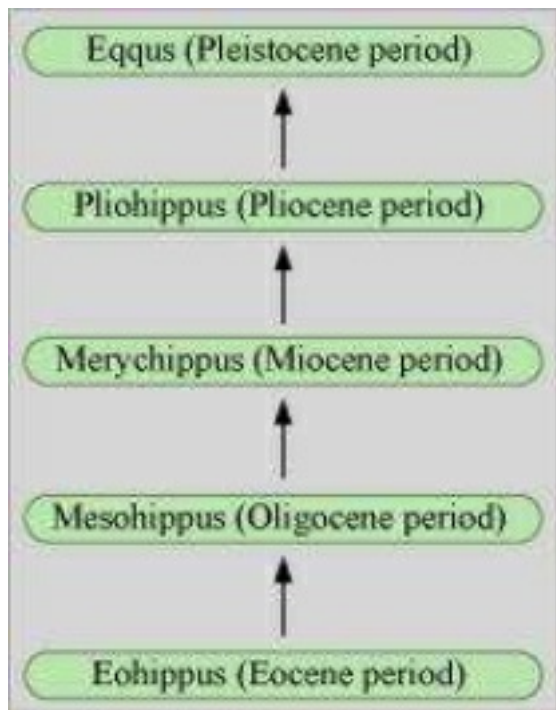 Eqqus (Pleistocene period)
Pliohippus (Pliocene period)
Merychippus (Miocene period)
Mesohippus (Oligocene period)
Eohippus (Eocene period)